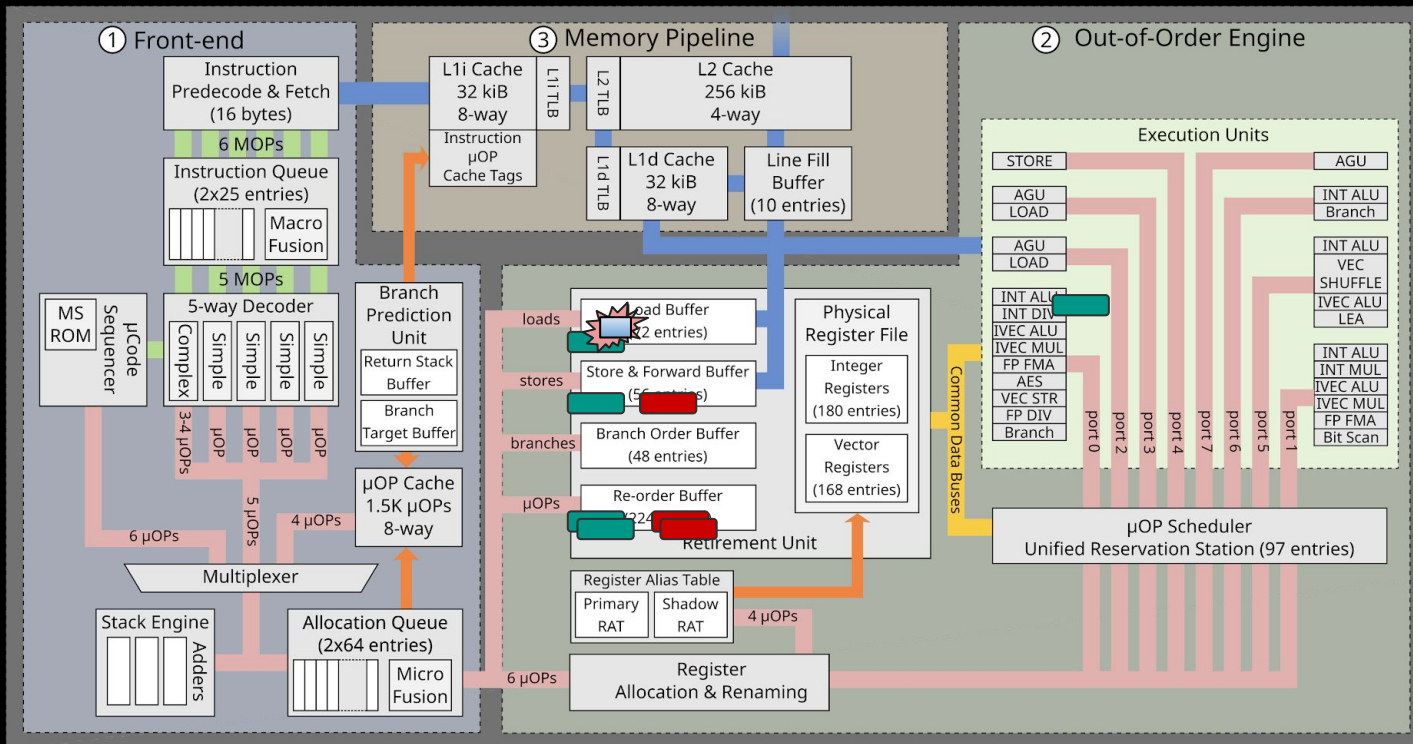 1 Front-end
Instruction
Predecode & Fetch
(16 bytes)
6 MOPs
Instruction Queue
(2x25 entries)
Macro
Fusion
5 MOPs
5-way Decoder
Complex
Simple
Simple
Simple
Simple
MS
ROM
µCode
Sequencer
3-4 µOPs
µOP
µOP
µOP
µOP
Branch
Prediction
Unit
Return Stack
Buffer
Branch
Target Buffer
µOP Cache
1.5K µOPs
8-way
6 µOPs
5 µOPs
4 µOPs
Multiplexer
Stack Engine
Adders
Allocation Queue
(2x64 entries)
Micro
Fusion
3 Memory Pipeline
L1i Cache
32 kiB
8-way
L1i TLB
Instruction
µOP
Cache Tags
L2 TLB
L2 Cache
256 kiB
4-way
L1d TLB
L1d Cache
32 kiB
8-way
Line Fill
Buffer
(10 entries)
2 Out-of-Order Engine
Execution Units
STORE
AGU
LOAD
AGU
LOAD
INT ALU
INT DIV
IVEC ALU
IVEC MUL
FP FMA
AES
VEC STR
FP DIV
Branch
AGU
INT ALU
Branch
INT ALU
VEC
SHUFFLE
IVEC ALU
LEA
INT ALU
INT MUL
IVEC ALU
IVEC MUL
FP FMA
Bit Scan
port 0
port 2
port 3
port 4
port 7
port 6
port 5
port 1
Common Data Buses
µOP Scheduler
Unified Reservation Station (97 entries)
loads
Buffer
entries)
stores
Store & Forward Buffer
branches
Branch Order Buffer
(48 entries)
µOPs
Re-order Buffer
Retirement Unit
Physical
Register File
Integer
Registers
(180 entries)
Vector
Registers
(168 entries)
Register Alias Table
Primary
RAT
Shadow
RAT
4 µOPs
6 µOPs
Register
Allocation & Renaming